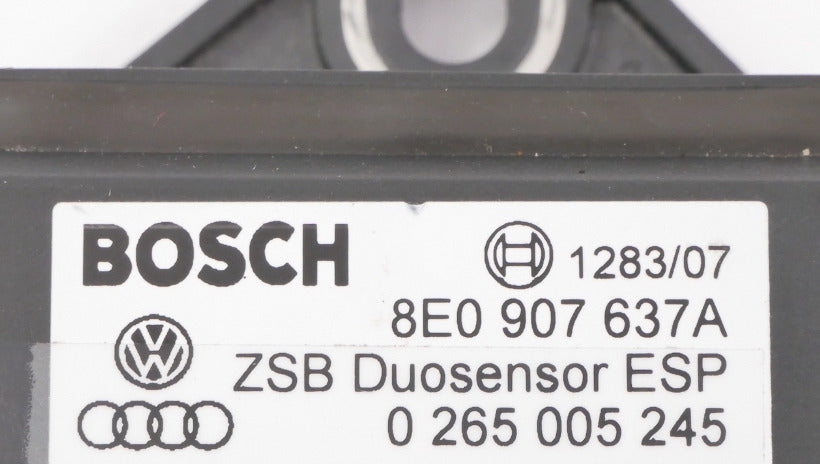 BOSCH 1283/07
8E0 907 637A
ZSB Duosensor ESP
0 265 005 245